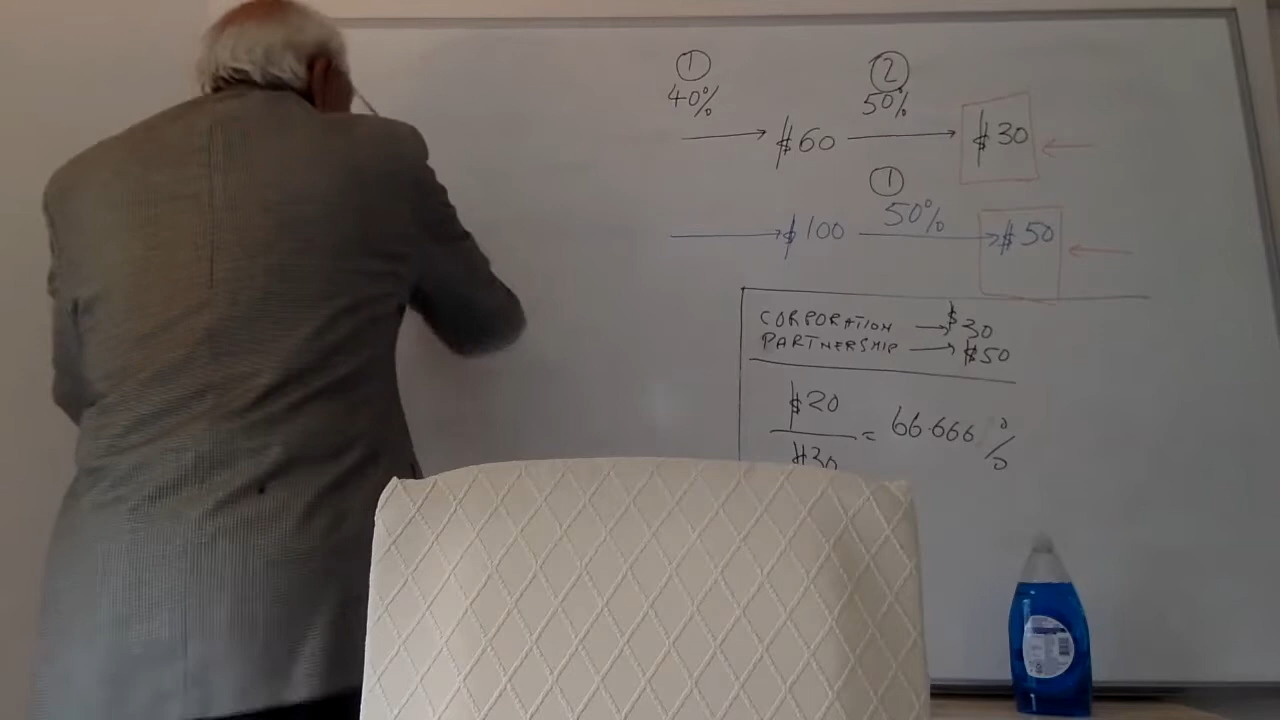 ① ②
40% 50%
$60 $30
①
50%
$100 $50
CORPORATION $30
PARTNERSHIP $50
$20 = 66.666%
$30